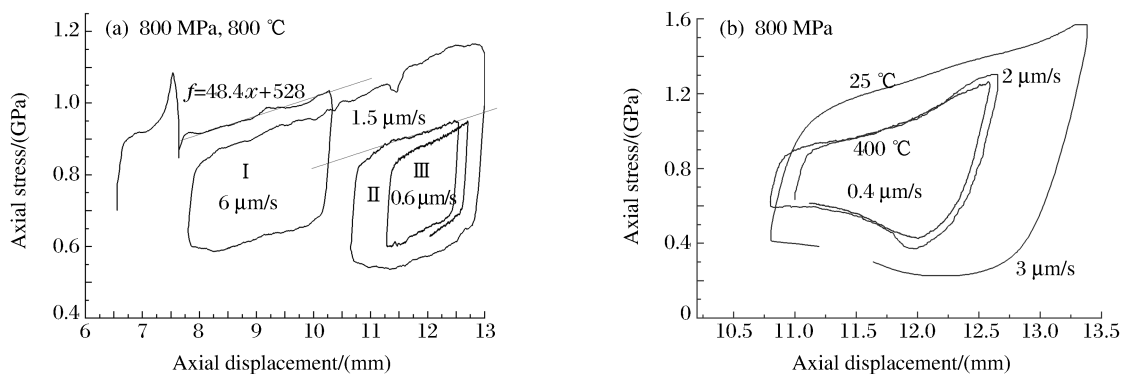 (a) 800 MPa, 800 ℃
Axial stress/(GPa)
1.2
1.0
0.8
0.6
0.4
f=48.4x+528
1.5 μm/s
Ⅰ
6 μm/s
Ⅱ
Ⅲ
0.6 μm/s
6 7 8 9 10 11 12 13
Axial displacement/(mm)
(b) 800 MPa
Axial stress/(GPa)
1.6
1.2
0.8
0.4
0
25 ℃
2 μm/s
400 ℃
0.4 μm/s
3 μm/s
10.5 11.0 11.5 12.0 12.5 13.0 13.5
Axial displacement/(mm)